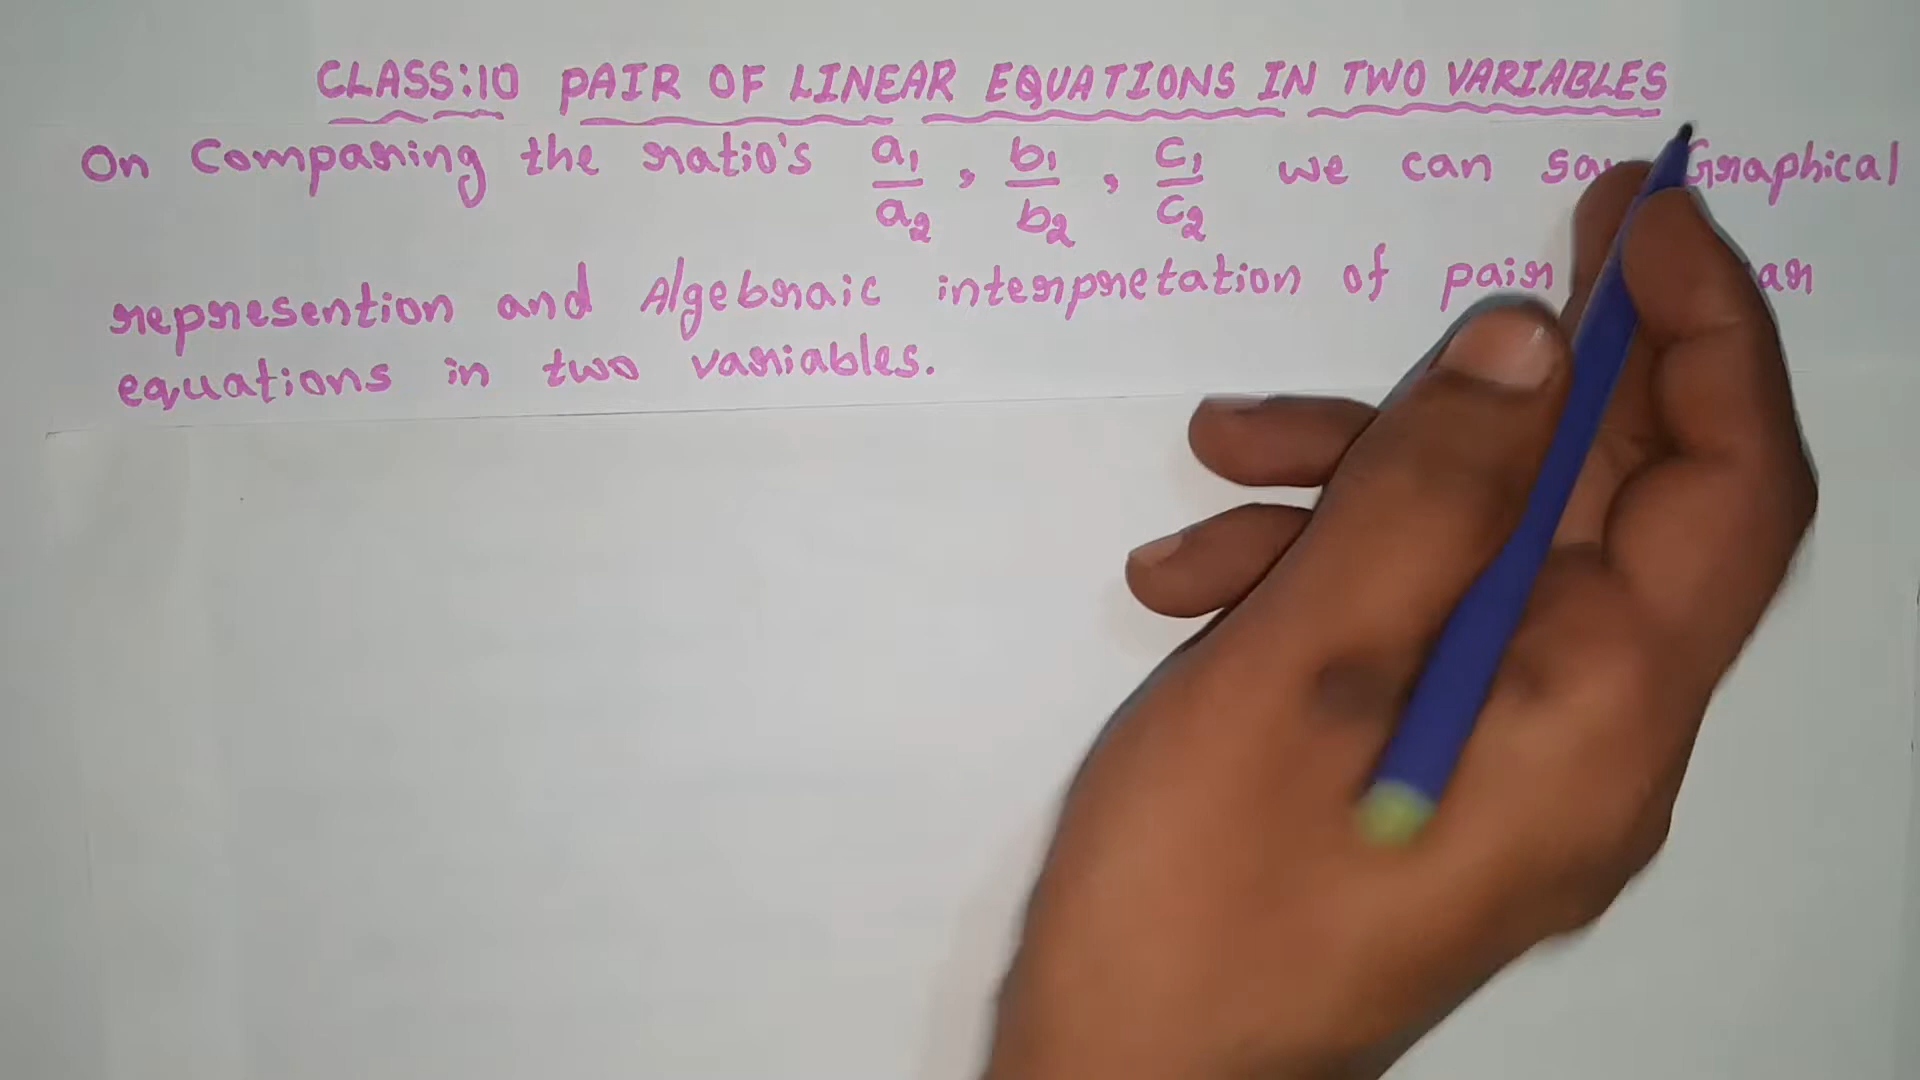 CLASS:10 PAIR OF LINEAR EQUATIONS IN TWO VARIABLES
On Comparing the ratio's a₁/a₂, b₁/b₂, c₁/c₂ we can Graphical
represention and Algebraic interpretation of pair
equations in two variables.